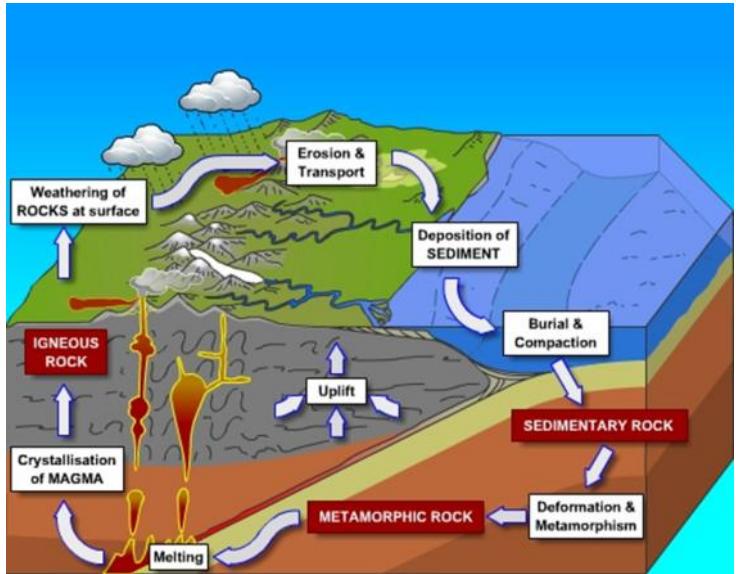 Erosion &
Transport
Weathering of
ROCKS at surface
Deposition of
SEDIMENT
Burial &
Compaction
IGNEOUS
ROCK
Uplift
SEDIMENTARY ROCK
Crystallisation
of MAGMA
Deformation &
Metamorphism
METAMORPHIC ROCK
Melting